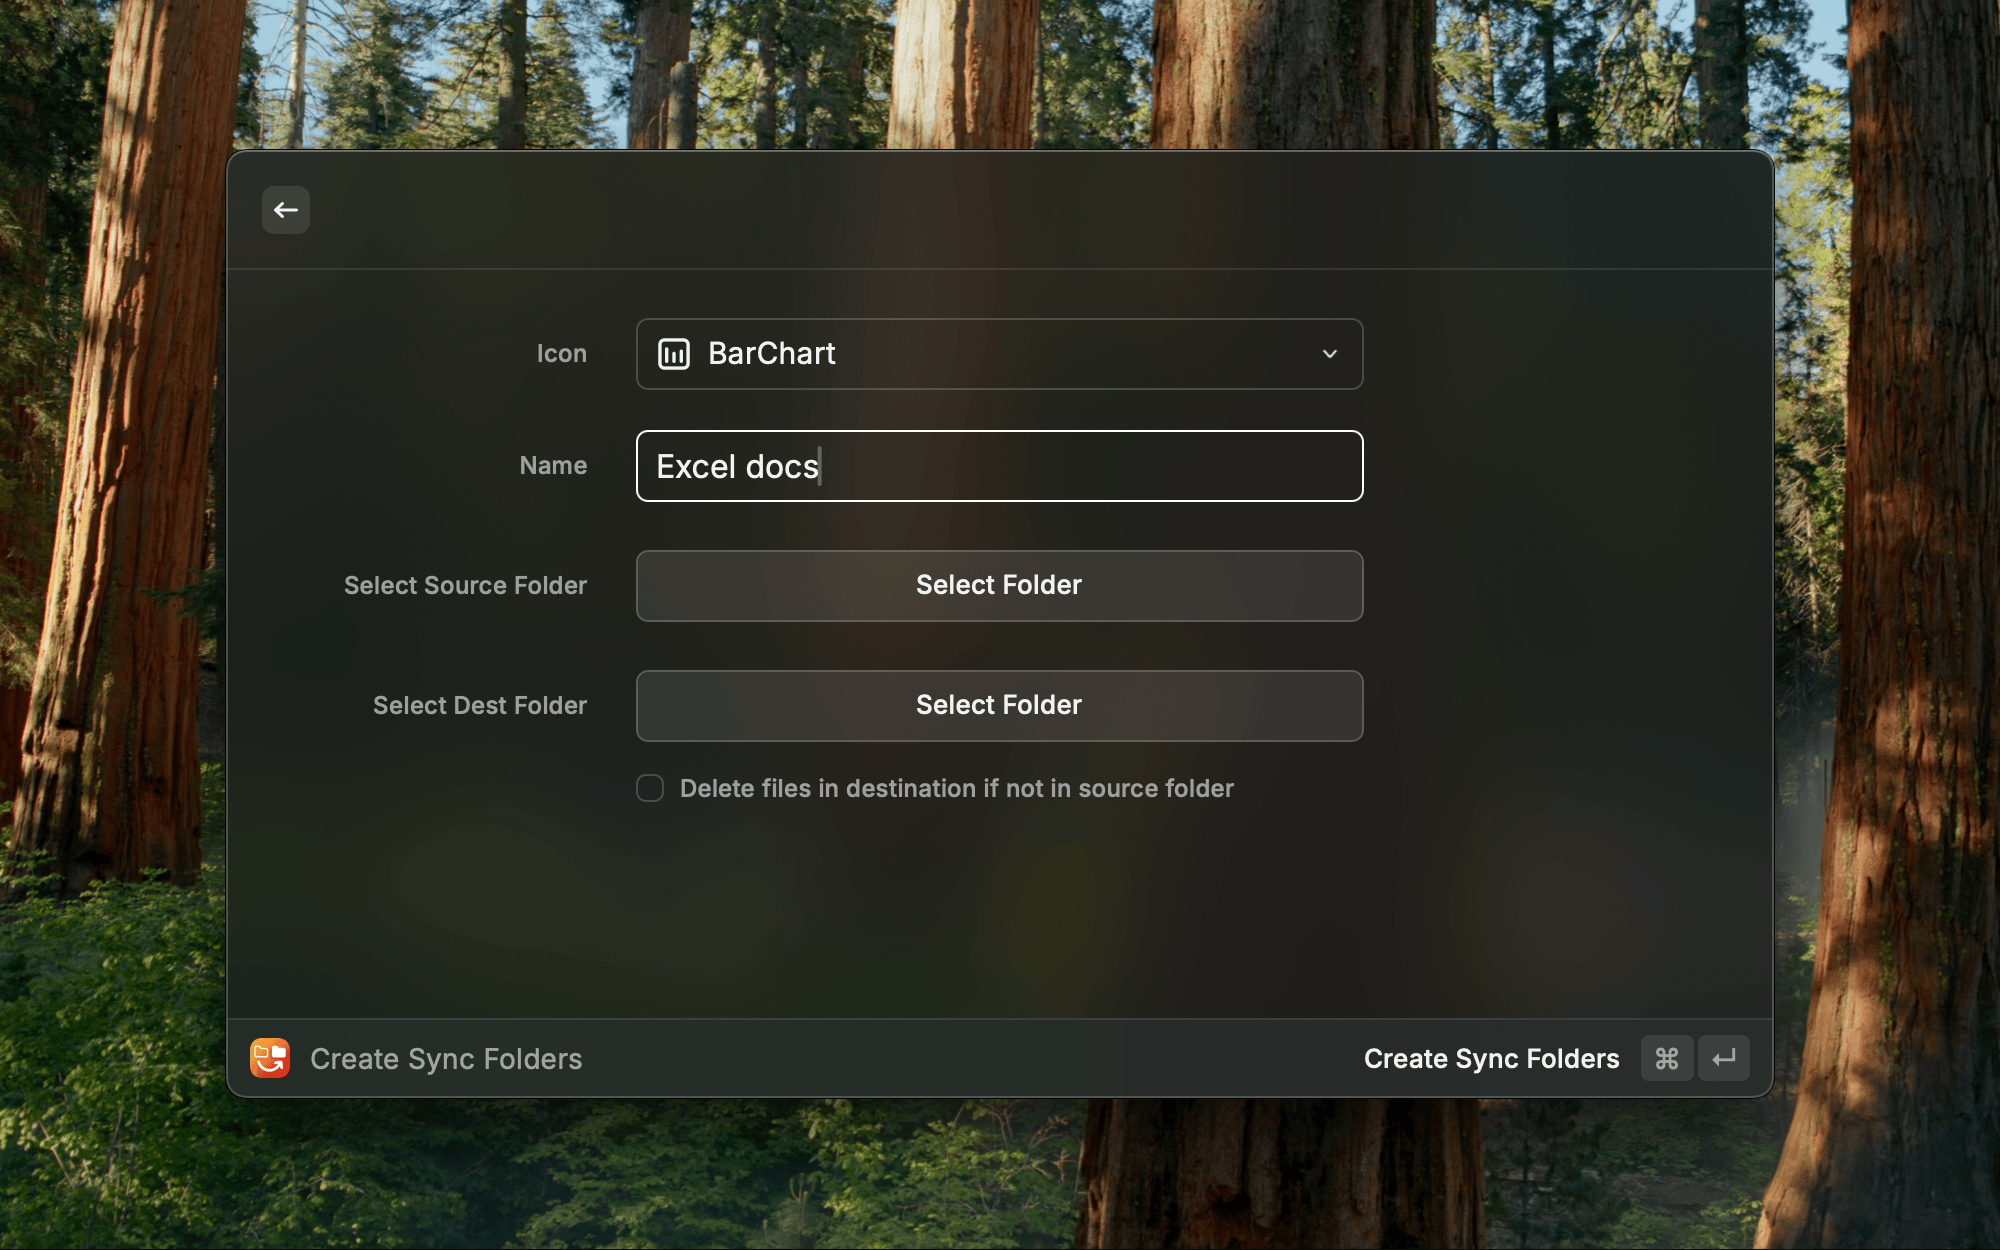 Icon
BarChart
Name
Excel docs
Select Source Folder
Select Folder
Select Dest Folder
Select Folder
Delete files in destination if not in source folder
Create Sync Folders
Create Sync Folders ⌘ ↵